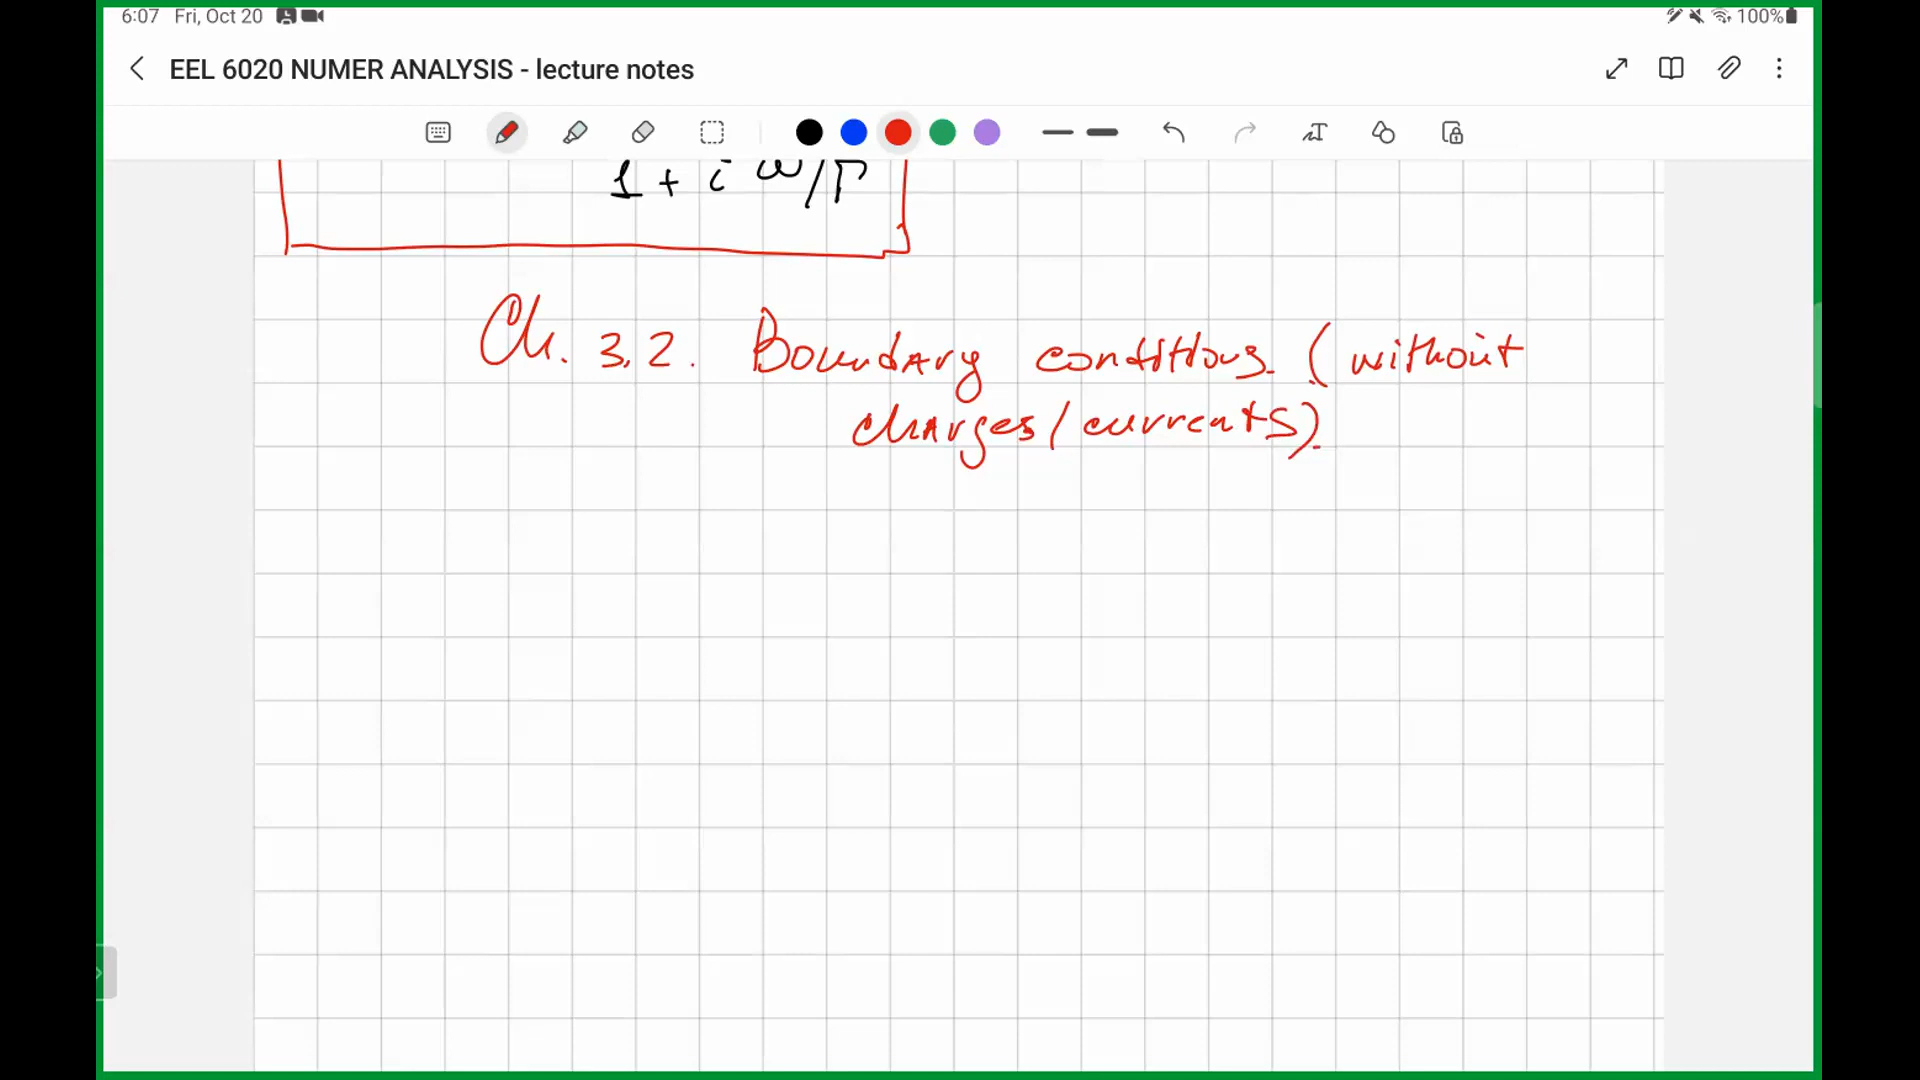 6:07 Fri, Oct 20 100%
EEL 6020 NUMER ANALYSIS - lecture notes
1 + i ω/Γ
Ch. 3.2. Boundary conditions (without
charges/currents).